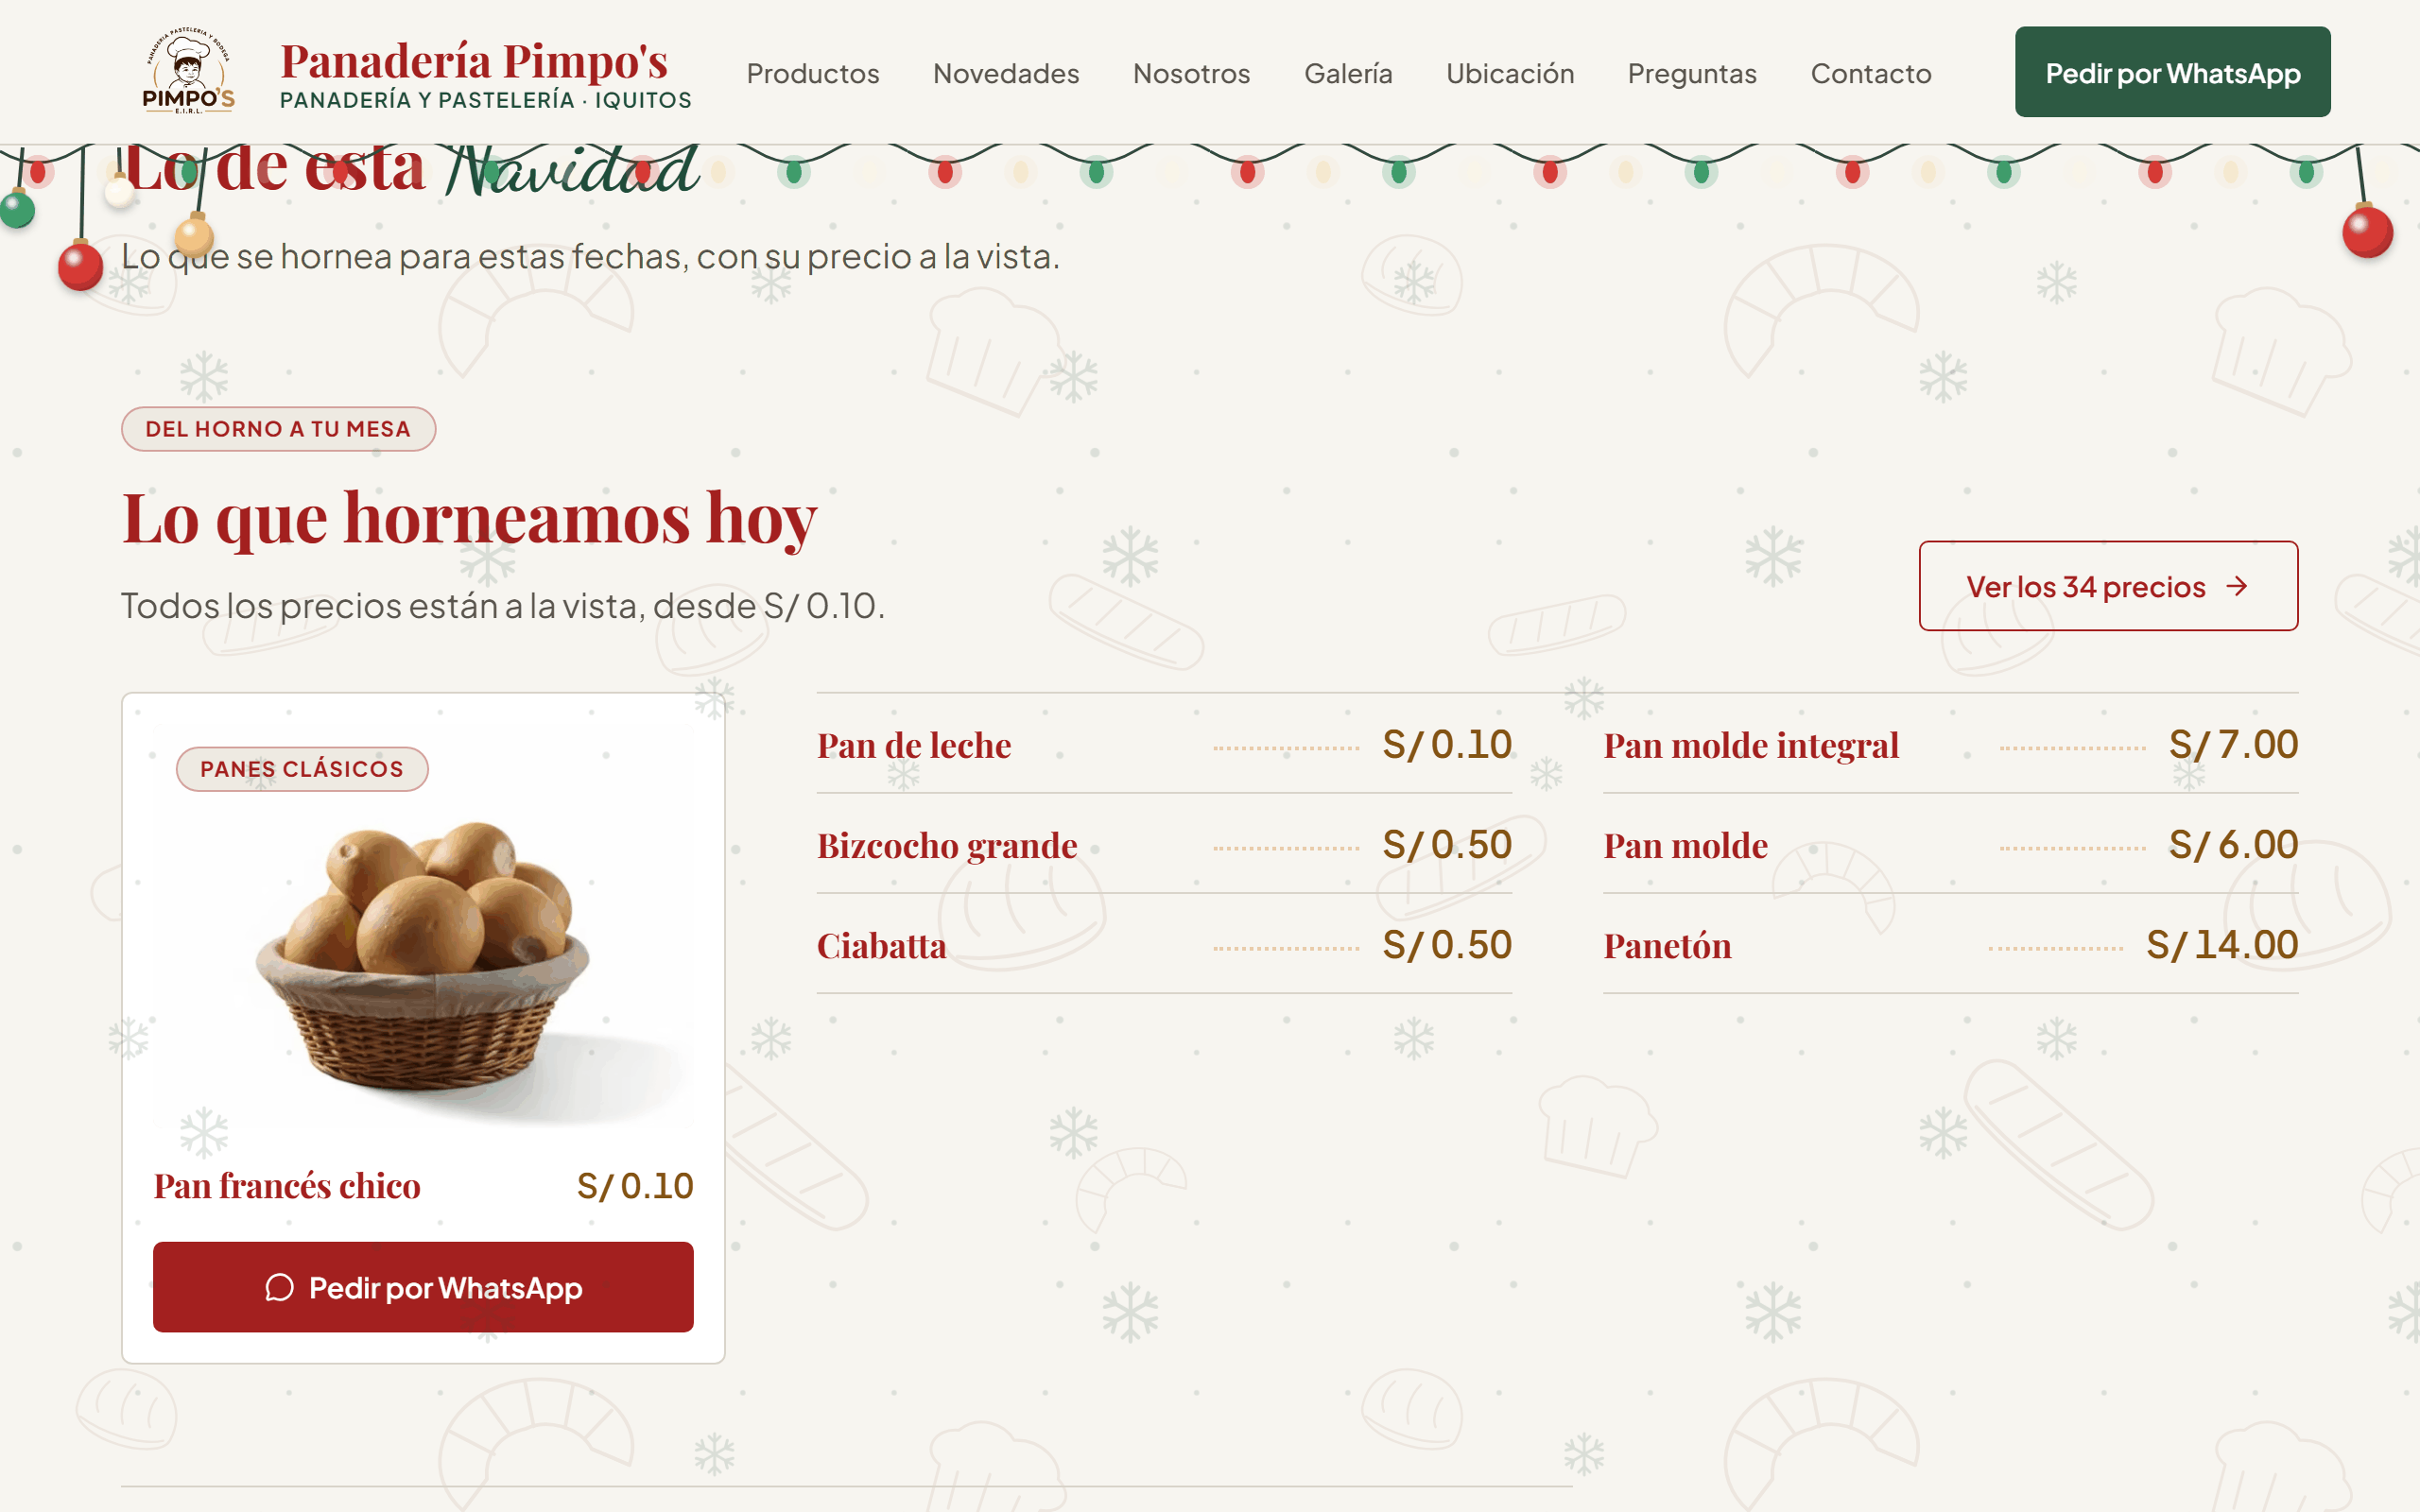 PANADERÍA PASTELERÍA Y BODEGA
PIMPO'S
E.I.R.L.
Panadería Pimpo's
PANADERÍA Y PASTELERÍA · IQUITOS
Productos
Novedades
Nosotros
Galería
Ubicación
Preguntas
Contacto
Pedir por WhatsApp
Lo de esta Navidad
Lo que se hornea para estas fechas, con su precio a la vista.
DEL HORNO A TU MESA
Lo que horneamos hoy
Todos los precios están a la vista, desde S/ 0.10.
Ver los 34 precios →
PANES CLÁSICOS
Pan francés chico S/ 0.10
Pedir por WhatsApp
Pan de leche S/ 0.10
Bizcocho grande S/ 0.50
Ciabatta S/ 0.50
Pan molde integral S/ 7.00
Pan molde S/ 6.00
Panetón S/ 14.00